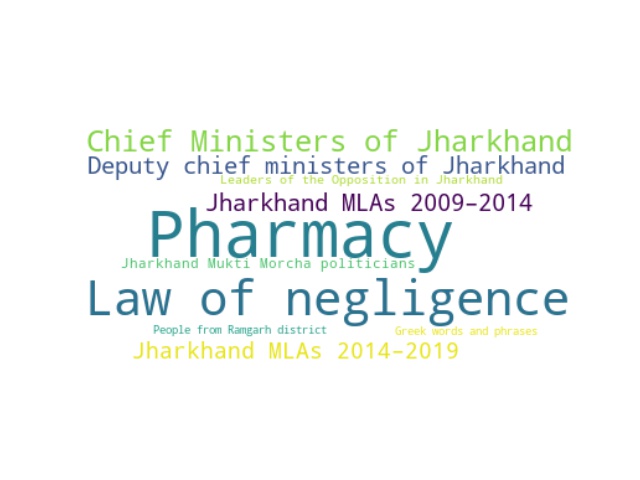 Chief Ministers of Jharkhand
Deputy chief ministers of Jharkhand
Leaders of the Opposition in Jharkhand
Jharkhand MLAs 2009–2014
Pharmacy
Jharkhand Mukti Morcha politicians
Law of negligence
People from Ramgarh district
Greek words and phrases
Jharkhand MLAs 2014–2019